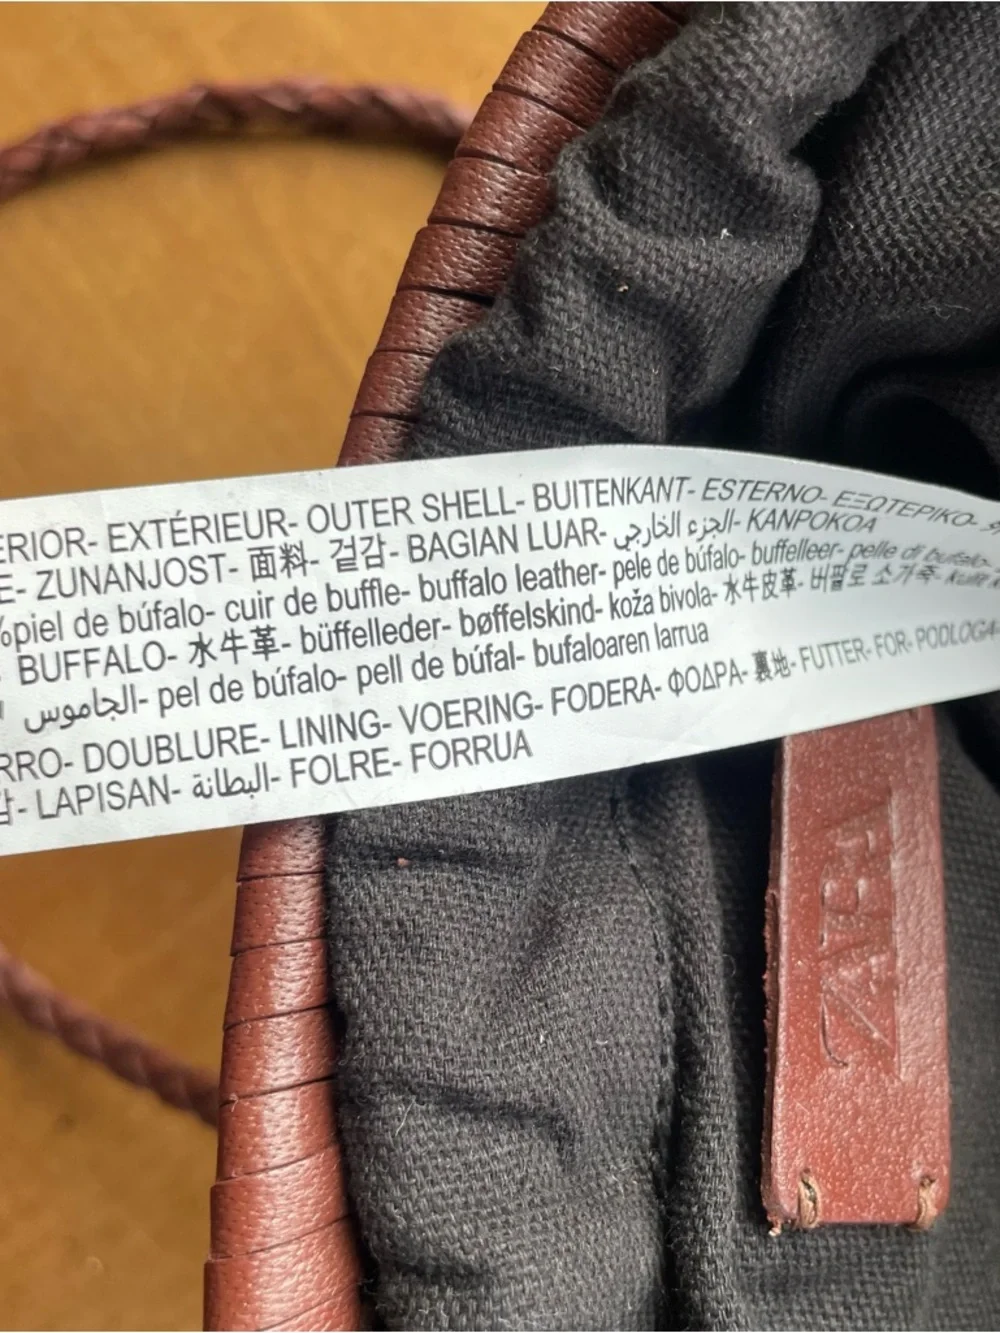 ERIOR- EXTÉRIEUR- OUTER SHELL- BUITENKANT- ESTERNO- ΕΞΩΤΕΡΙΚΟ-
E- ZUNANJOST- 面料- 겉감- BAGIAN LUAR- الجزء الخارجي- KANPOKOA
%piel de búfalo- cuir de buffle- buffalo leather- pele de búfalo- buffelleer- pelle di bufalo-
BUFFALO- 水牛革- büffelleder- bøffelskind- koža bivola- 水牛皮革- 버팔로 소가죽-
الجاموس- pel de búfalo- pell de búfal- bufaloaren larrua
RRO- DOUBLURE- LINING- VOERING- FODERA- ΦΟΔΡΑ- 裏地- FUTTER- FOR- PODLOGA-
감- LAPISAN- البطانة- FOLRE- FORRUA
ZARA